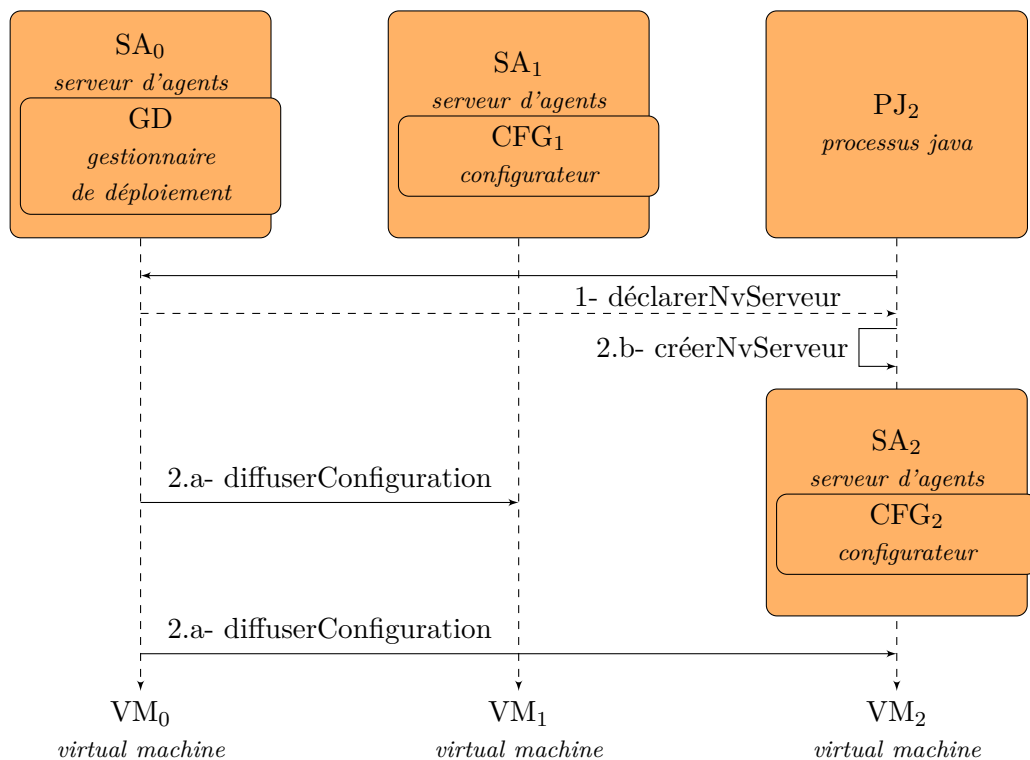 SA₀
serveur d'agents
GD
gestionnaire
de déploiement
SA₁
serveur d'agents
CFG₁
configurateur
PJ₂
processus java
1- déclarerNvServeur
2.b- créerNvServeur
SA₂
serveur d'agents
CFG₂
configurateur
2.a- diffuserConfiguration
2.a- diffuserConfiguration
VM₀
virtual machine
VM₁
virtual machine
VM₂
virtual machine